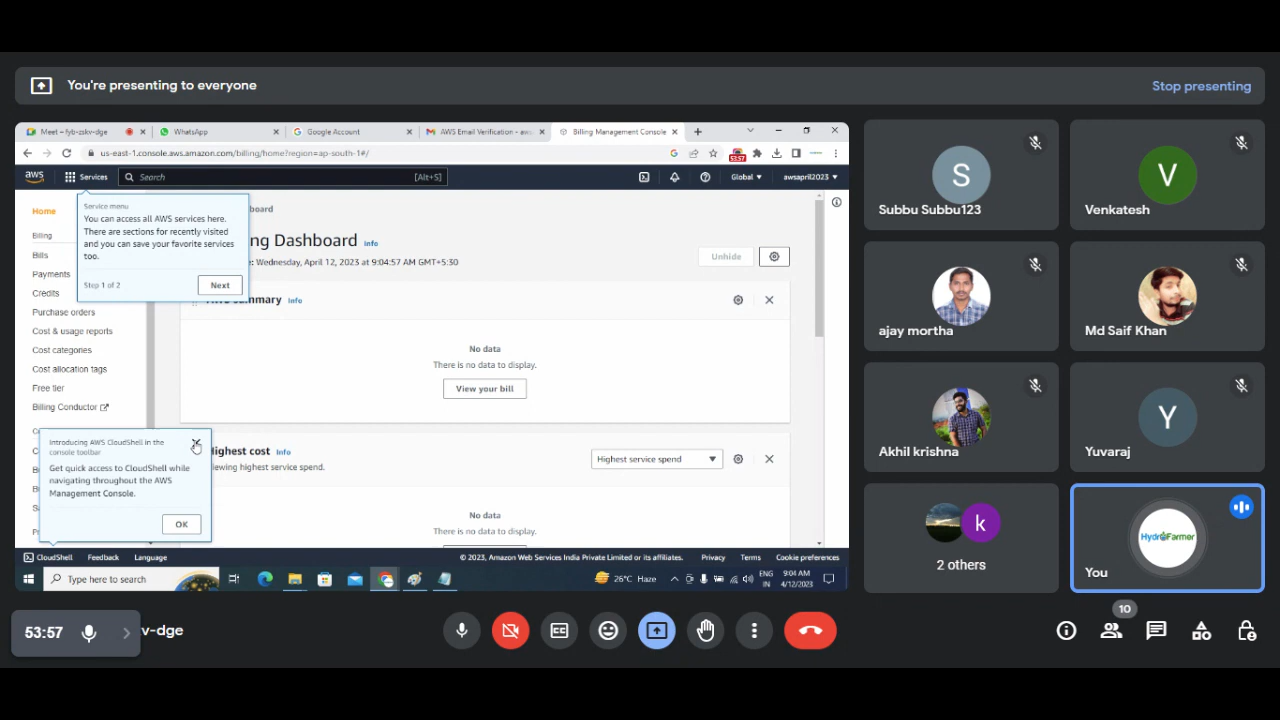 You're presenting to everyone
Stop presenting
Meet – fyb-zskv-dge
WhatsApp
Google Account
AWS Email Verification - aws
Billing Management Console
us-east-1.console.aws.amazon.com/billing/home?region=ap-south-1#/
53:57
aws
Services
Search
[Alt+S]
Global
awsapril2023
Home
Billing
Bills
Payments
Credits
Purchase orders
Cost & usage reports
Cost categories
Cost allocation tags
Free tier
Billing Conductor
Service menu
You can access all AWS services here.
There are sections for recently visited
and you can save your favorite services
too.
Step 1 of 2
Next
board
ng Dashboard
Info
: Wednesday, April 12, 2023 at 9:04:57 AM GMT+5:30
Unhide
AWS summary
Info
No data
There is no data to display.
View your bill
Introducing AWS CloudShell in the
console toolbar
Get quick access to CloudShell while
navigating throughout the AWS
Management Console.
OK
Highest cost
Info
iewing highest service spend.
Highest service spend
No data
There is no data to display.
CloudShell
Feedback
Language
© 2023, Amazon Web Services India Private Limited or its affiliates.
Privacy
Terms
Cookie preferences
Type here to search
26°C Haze
ENG
IN
9:04 AM
4/12/2023
S
Subbu Subbu123
V
Venkatesh
ajay mortha
Md Saif Khan
Akhil krishna
Y
Yuvaraj
k
2 others
HydroFarmer
You
53:57
v-dge
10